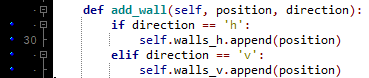 def add_wall(self, position, direction):
if direction == 'h':
30 self.walls_h.append(position)
elif direction == 'v':
self.walls_v.append(position)